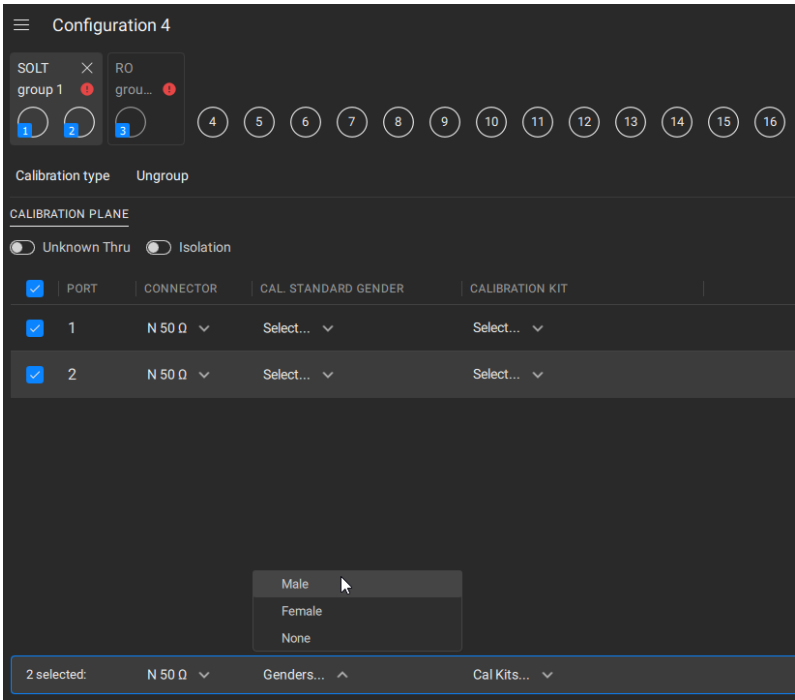 Configuration 4
SOLT RO
group 1 ! grou... !
1 2 3 4 5 6 7 8 9 10 11 12 13 14 15 16
Calibration type Ungroup
CALIBRATION PLANE
Unknown Thru Isolation
PORT CONNECTOR CAL. STANDARD GENDER CALIBRATION KIT
1 N 50 Ω Select... Select...
2 N 50 Ω Select... Select...
Male
Female
None
2 selected: N 50 Ω Genders... Cal Kits...